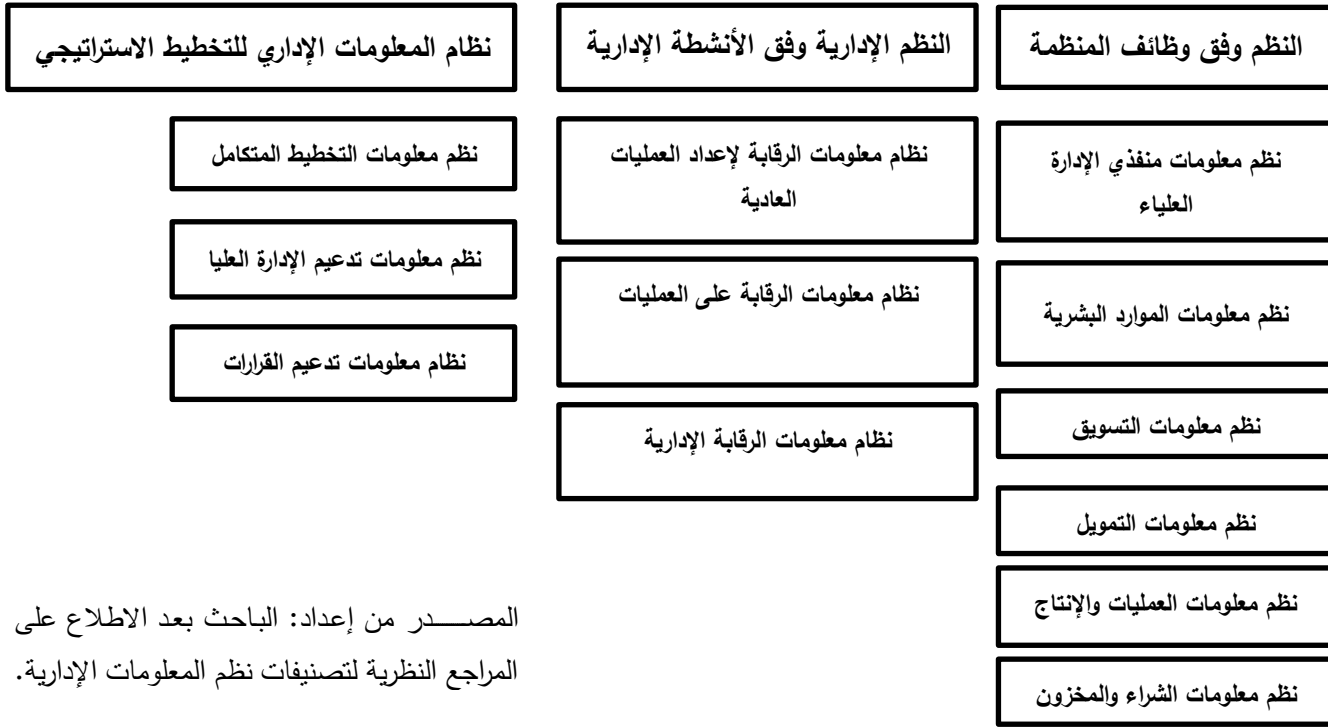 النظم وفق وظائف المنظمة
نظم معلومات منفذي الإدارة
العلياء
نظم معلومات الموارد البشرية
نظم معلومات التسويق
نظم معلومات التمويل
نظم معلومات العمليات والإنتاج
نظم معلومات الشراء والمخزون
النظم الإدارية وفق الأنشطة الإدارية
نظام معلومات الرقابة لإعداد العمليات
العادية
نظام معلومات الرقابة على العمليات
نظام معلومات الرقابة الإدارية
نظام المعلومات الإداري للتخطيط الاستراتيجي
نظم معلومات التخطيط المتكامل
نظم معلومات تدعيم الإدارة العليا
نظام معلومات تدعيم القرارات
المصـــــدر من إعداد: الباحث بعد الاطلاع على
المراجع النظرية لتصنيفات نظم المعلومات الإدارية.